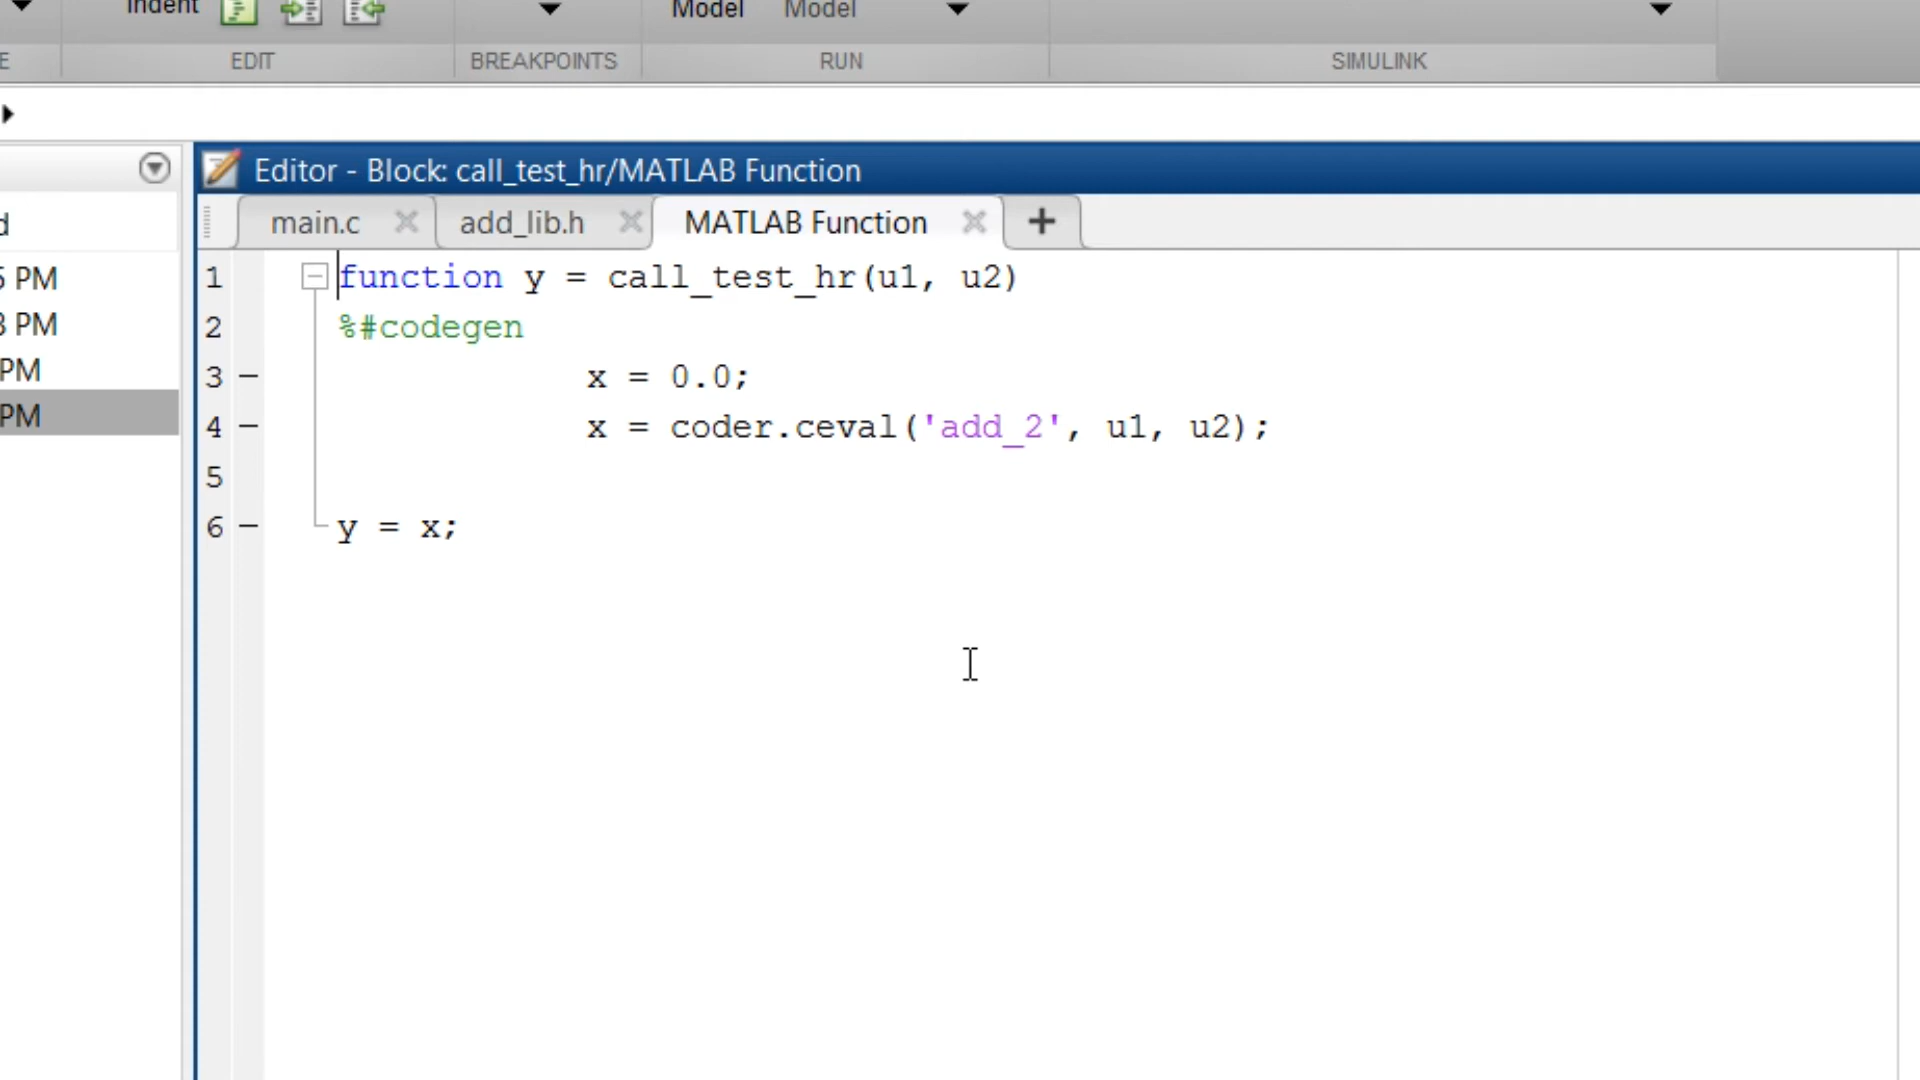 Indent
Model Model
E EDIT BREAKPOINTS RUN SIMULINK
Editor - Block: call_test_hr/MATLAB Function
d main.c add_lib.h MATLAB Function +
5 PM
3 PM
PM
PM
1 function y = call_test_hr(u1, u2)
2 %#codegen
3 – x = 0.0;
4 – x = coder.ceval('add_2', u1, u2);
5
6 – y = x;